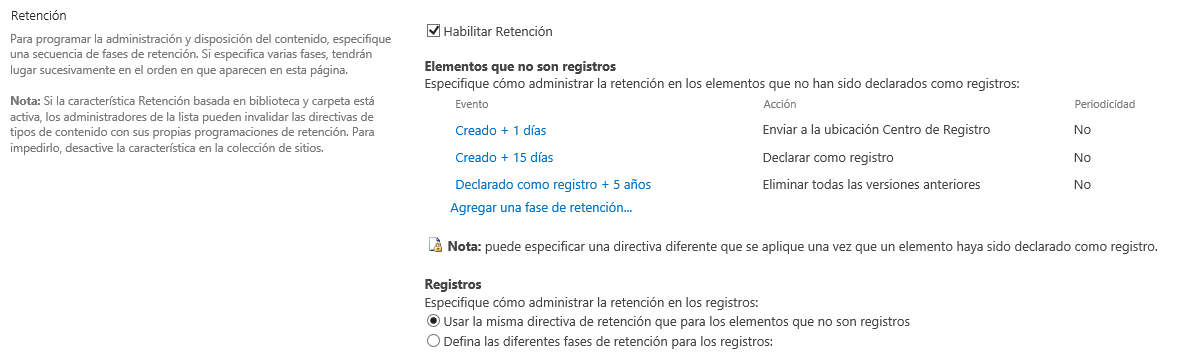 Retención
Para programar la administración y disposición del contenido, especifique
una secuencia de fases de retención. Si especifica varias fases, tendrán
lugar sucesivamente en el orden en que aparecen en esta página.
Nota: Si la característica Retención basada en biblioteca y carpeta está
activa, los administradores de la lista pueden invalidar las directivas de
tipos de contenido con sus propias programaciones de retención. Para
impedirlo, desactive la característica en la colección de sitios.
Habilitar Retención
Elementos que no son registros
Especifique cómo administrar la retención en los elementos que no han sido declarados como registros:
Evento Acción Periodicidad
Creado + 1 días Enviar a la ubicación Centro de Registro No
Creado + 15 días Declarar como registro No
Declarado como registro + 5 años Eliminar todas las versiones anteriores No
Agregar una fase de retención...
Nota: puede especificar una directiva diferente que se aplique una vez que un elemento haya sido declarado como registro.
Registros
Especifique cómo administrar la retención en los registros:
Usar la misma directiva de retención que para los elementos que no son registros
Defina las diferentes fases de retención para los registros: